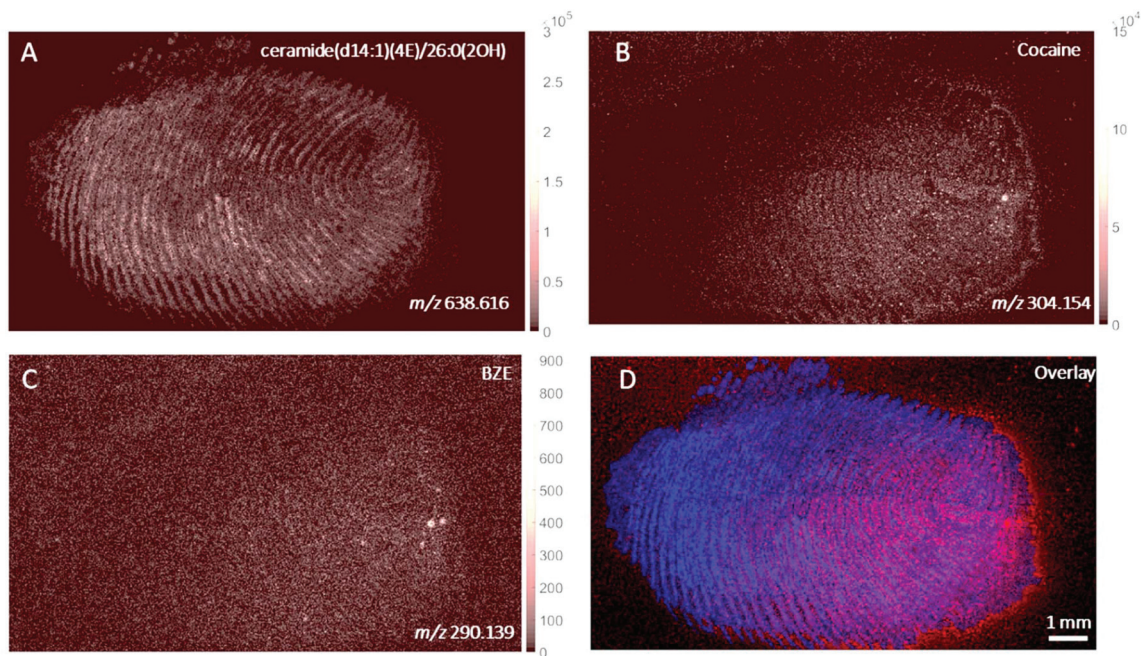 ×10⁵
A
ceramide(d14:1)(4E)/26:0(2OH)
3
2.5
2
1.5
1
0.5
0
m/z 638.616
×10⁴
B
Cocaine
15
10
5
0
m/z 304.154
C
BZE
900
800
700
600
500
400
300
200
100
0
m/z 290.139
D
Overlay
1 mm